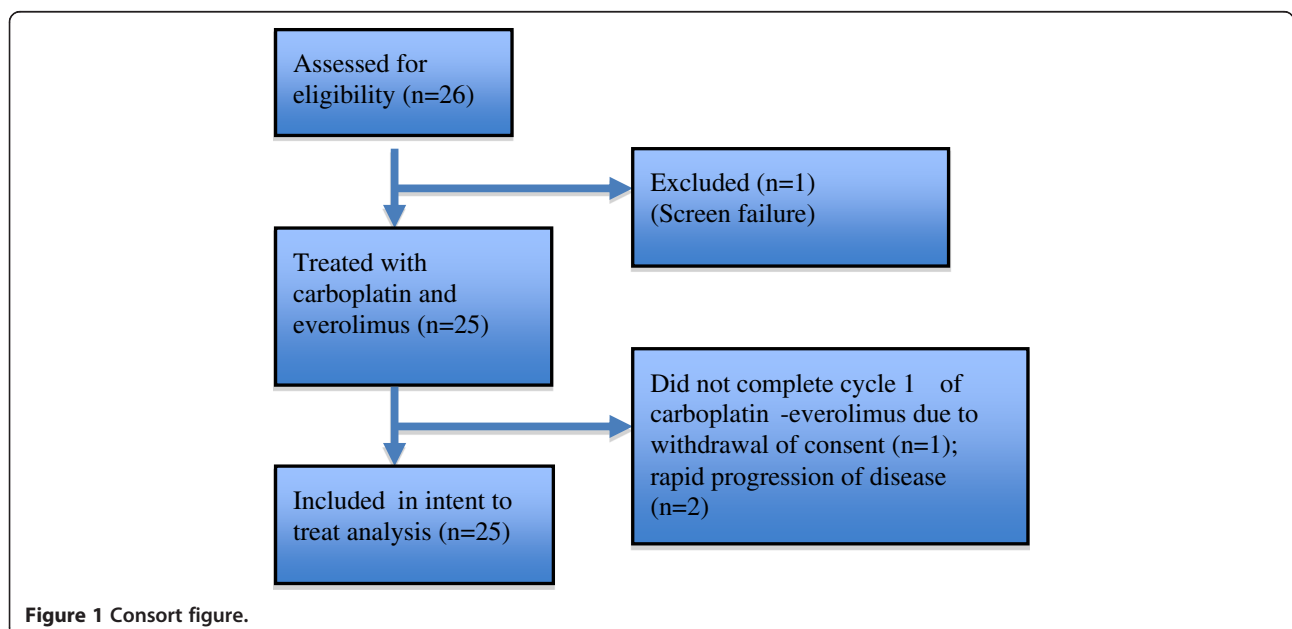 Assessed for
eligibility (n=26)
Excluded (n=1)
(Screen failure)
Treated with
carboplatin and
everolimus (n=25)
Did not complete cycle 1 of
carboplatin -everolimus due to
withdrawal of consent (n=1);
rapid progression of disease
(n=2)
Included in intent to
treat analysis (n=25)
Figure 1 Consort figure.